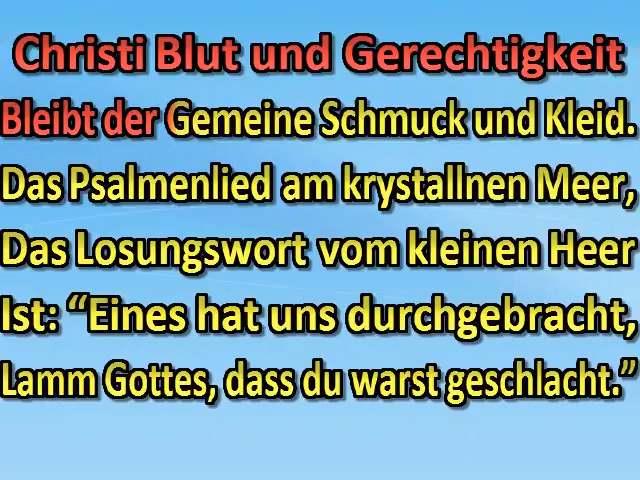 Christi Blut und Gerechtigkeit
Bleibt der Gemeine Schmuck und Kleid.
Das Psalmenlied am krystallnen Meer,
Das Losungswort vom kleinen Heer
Ist: “Eines hat uns durchgebracht,
Lamm Gottes, dass du warst geschlacht.”